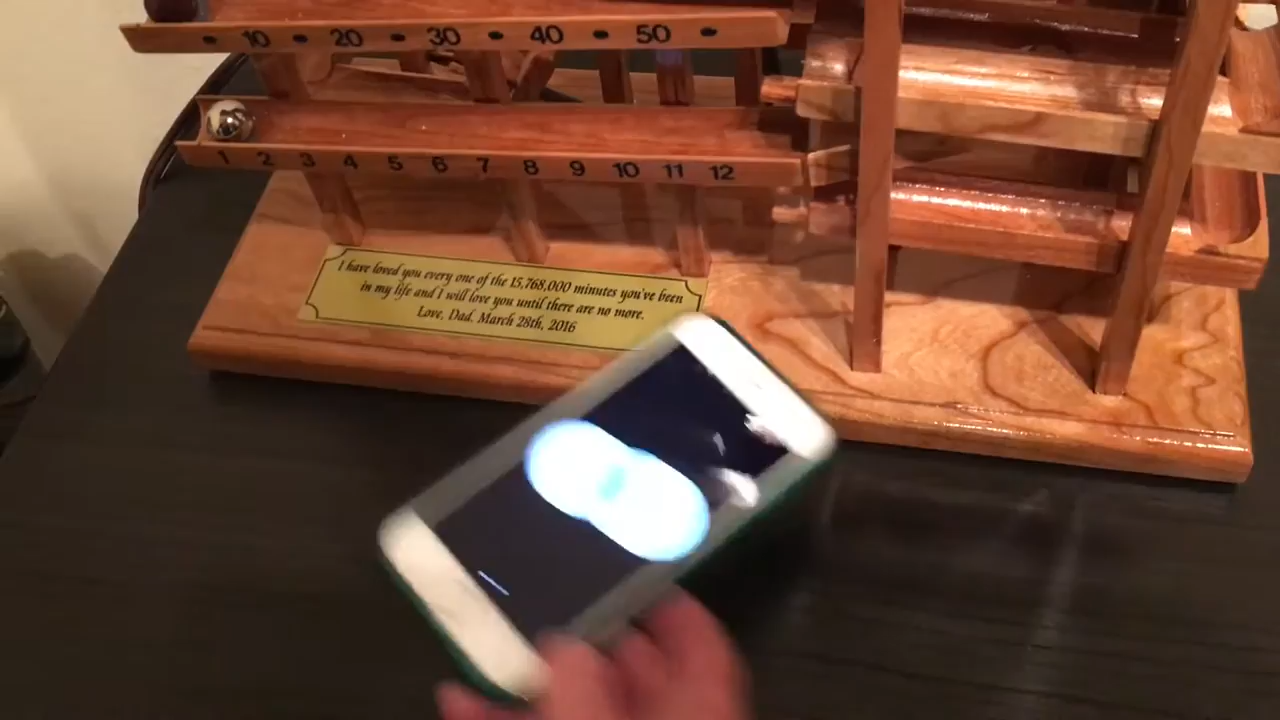 • 10 • 20 • 30 • 40 • 50 •
1 2 3 4 5 6 7 8 9 10 11 12
I have loved you every one of the 15,768,000 minutes you've been
in my life and I will love you until there are no more.
Love, Dad, March 28th, 2016